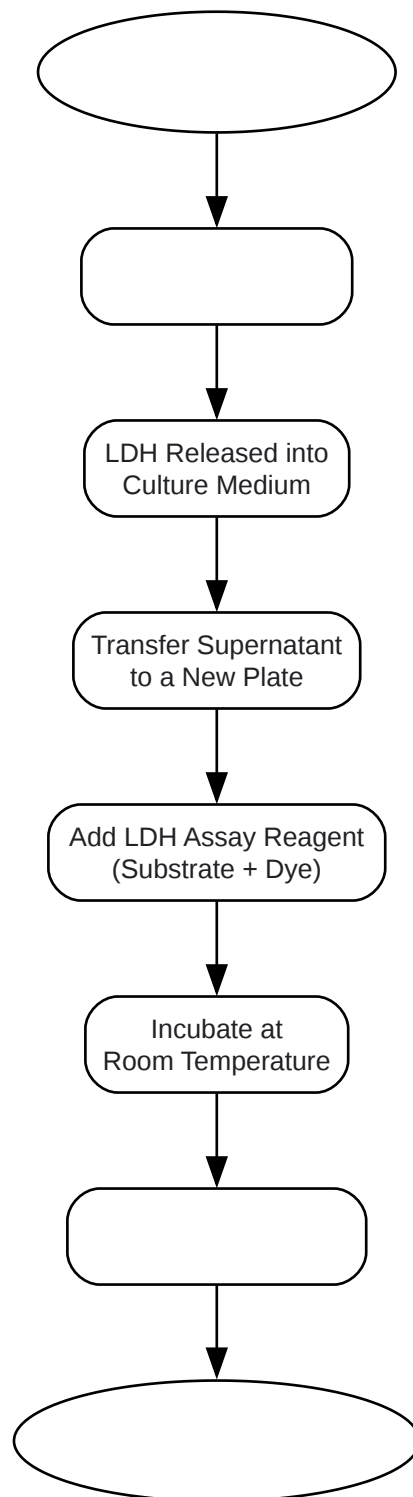 LDH Released into
Culture Medium
Transfer Supernatant
to a New Plate
Add LDH Assay Reagent
(Substrate + Dye)
Incubate at
Room Temperature